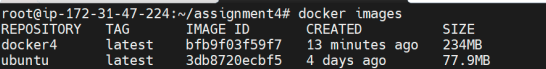 root@ip-172-31-47-224:~/assignment4# docker images
REPOSITORY   TAG       IMAGE ID       CREATED          SIZE
docker4      latest    bfb9f03f59f7   13 minutes ago   234MB
ubuntu       latest    3db8720ecbf5   4 days ago       77.9MB